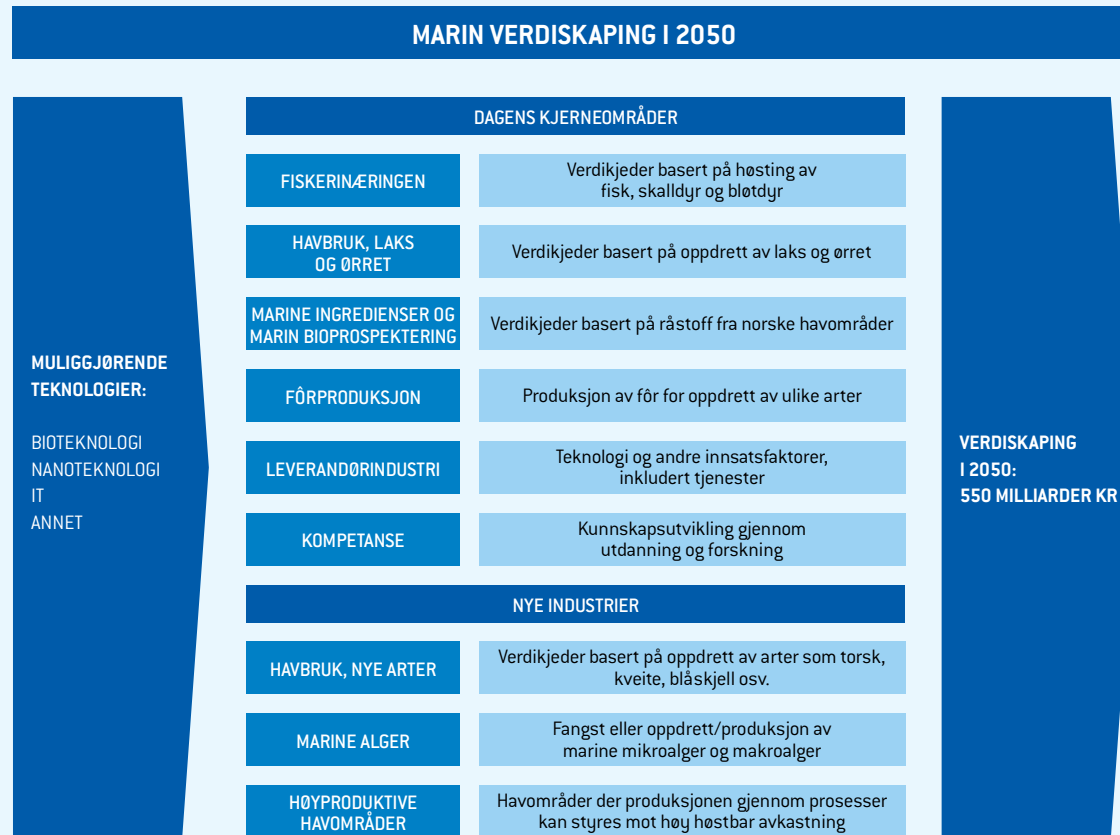 MARIN VERDISKAPING I 2050
MULIGGJØRENDE
TEKNOLOGIER:
BIOTEKNOLOGI
NANOTEKNOLOGI
IT
ANNET
DAGENS KJERNEOMRÅDER
FISKERINÆRINGEN
Verdikjeder basert på høsting av
fisk, skalldyr og bløtdyr
HAVBRUK, LAKS
OG ØRRET
Verdikjeder basert på oppdrett av laks og ørret
MARINE INGREDIENSER OG
MARIN BIOPROSPEKTERING
Verdikjeder basert på råstoff fra norske havområder
FÔRPRODUKSJON
Produksjon av fôr for oppdrett av ulike arter
LEVERANDØRINDUSTRI
Teknologi og andre innsatsfaktorer,
inkludert tjenester
KOMPETANSE
Kunnskapsutvikling gjennom
utdanning og forskning
NYE INDUSTRIER
HAVBRUK, NYE ARTER
Verdikjeder basert på oppdrett av arter som torsk,
kveite, blåskjell osv.
MARINE ALGER
Fangst eller oppdrett/produksjon av
marine mikroalger og makroalger
HØYPRODUKTIVE
HAVOMRÅDER
Havområder der produksjonen gjennom prosesser
kan styres mot høy høstbar avkastning
VERDISKAPING
I 2050:
550 MILLIARDER KR